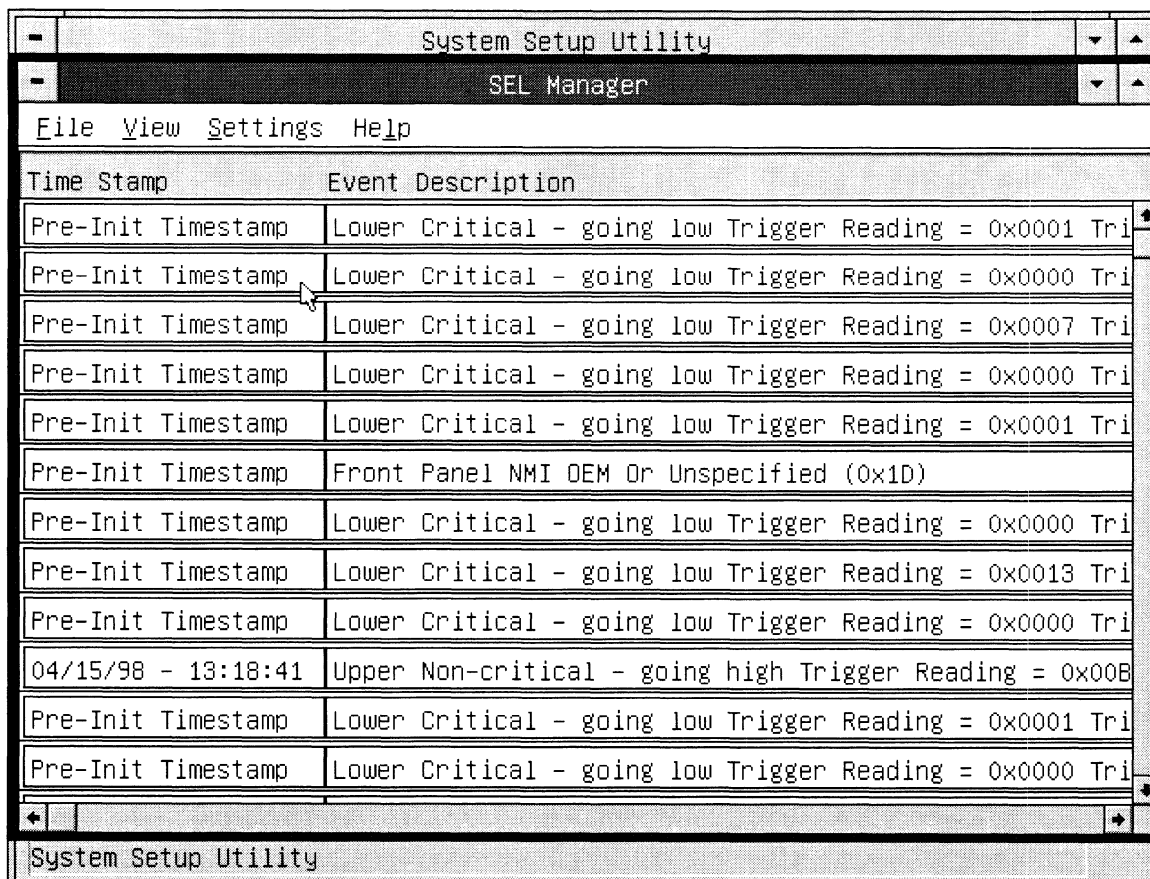 System Setup Utility
SEL Manager
File View Settings Help
Time Stamp Event Description
Pre-Init Timestamp Lower Critical - going low Trigger Reading = 0x0001 Tri
Pre-Init Timestamp Lower Critical - going low Trigger Reading = 0x0000 Tri
Pre-Init Timestamp Lower Critical - going low Trigger Reading = 0x0007 Tri
Pre-Init Timestamp Lower Critical - going low Trigger Reading = 0x0000 Tri
Pre-Init Timestamp Lower Critical - going low Trigger Reading = 0x0001 Tri
Pre-Init Timestamp Front Panel NMI OEM Or Unspecified (0x1D)
Pre-Init Timestamp Lower Critical - going low Trigger Reading = 0x0000 Tri
Pre-Init Timestamp Lower Critical - going low Trigger Reading = 0x0013 Tri
Pre-Init Timestamp Lower Critical - going low Trigger Reading = 0x0000 Tri
04/15/98 - 13:18:41 Upper Non-critical - going high Trigger Reading = 0x00B
Pre-Init Timestamp Lower Critical - going low Trigger Reading = 0x0001 Tri
Pre-Init Timestamp Lower Critical - going low Trigger Reading = 0x0000 Tri
System Setup Utility